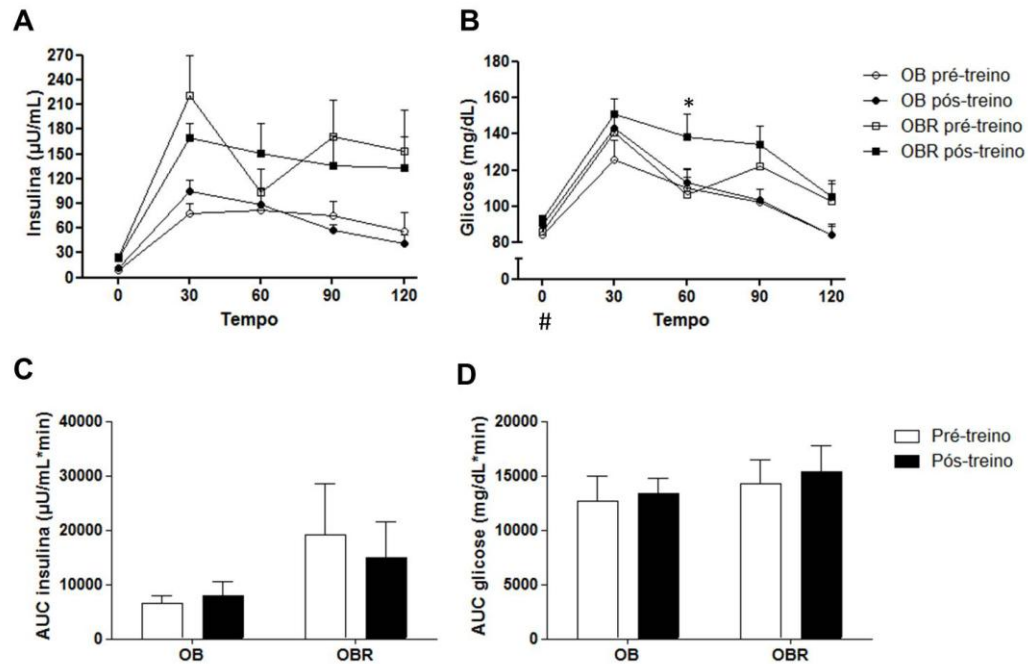 A
Insulina (µU/mL)
270
240
210
180
150
120
90
60
30
0
0 30 60 90 120
Tempo
B
Glicose (mg/dL)
180
160
140
120
100
80
0
*
0 30 60 90 120
#
Tempo
OB pré-treino
OB pós-treino
OBR pré-treino
OBR pós-treino
C
AUC insulina (µU/mL*min)
40000
30000
20000
10000
0
OB OBR
D
AUC glicose (mg/dL*min)
20000
15000
10000
5000
0
OB OBR
Pré-treino
Pós-treino